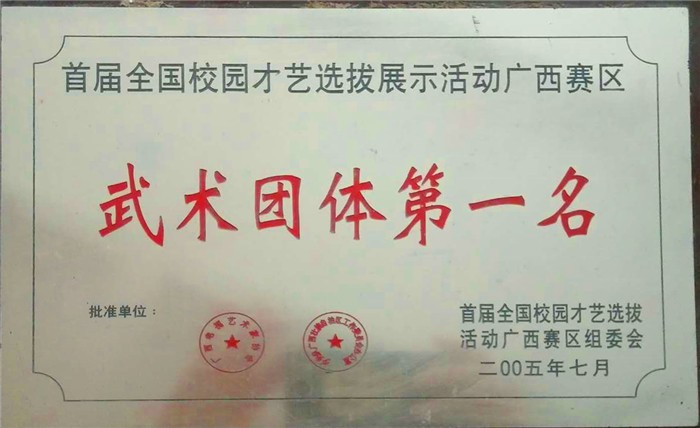 首届全国校园才艺选拔展示活动广西赛区
武术团体第一名
批准单位：
首届全国校园才艺选拔
活动广西赛区组委会
二00五年七月